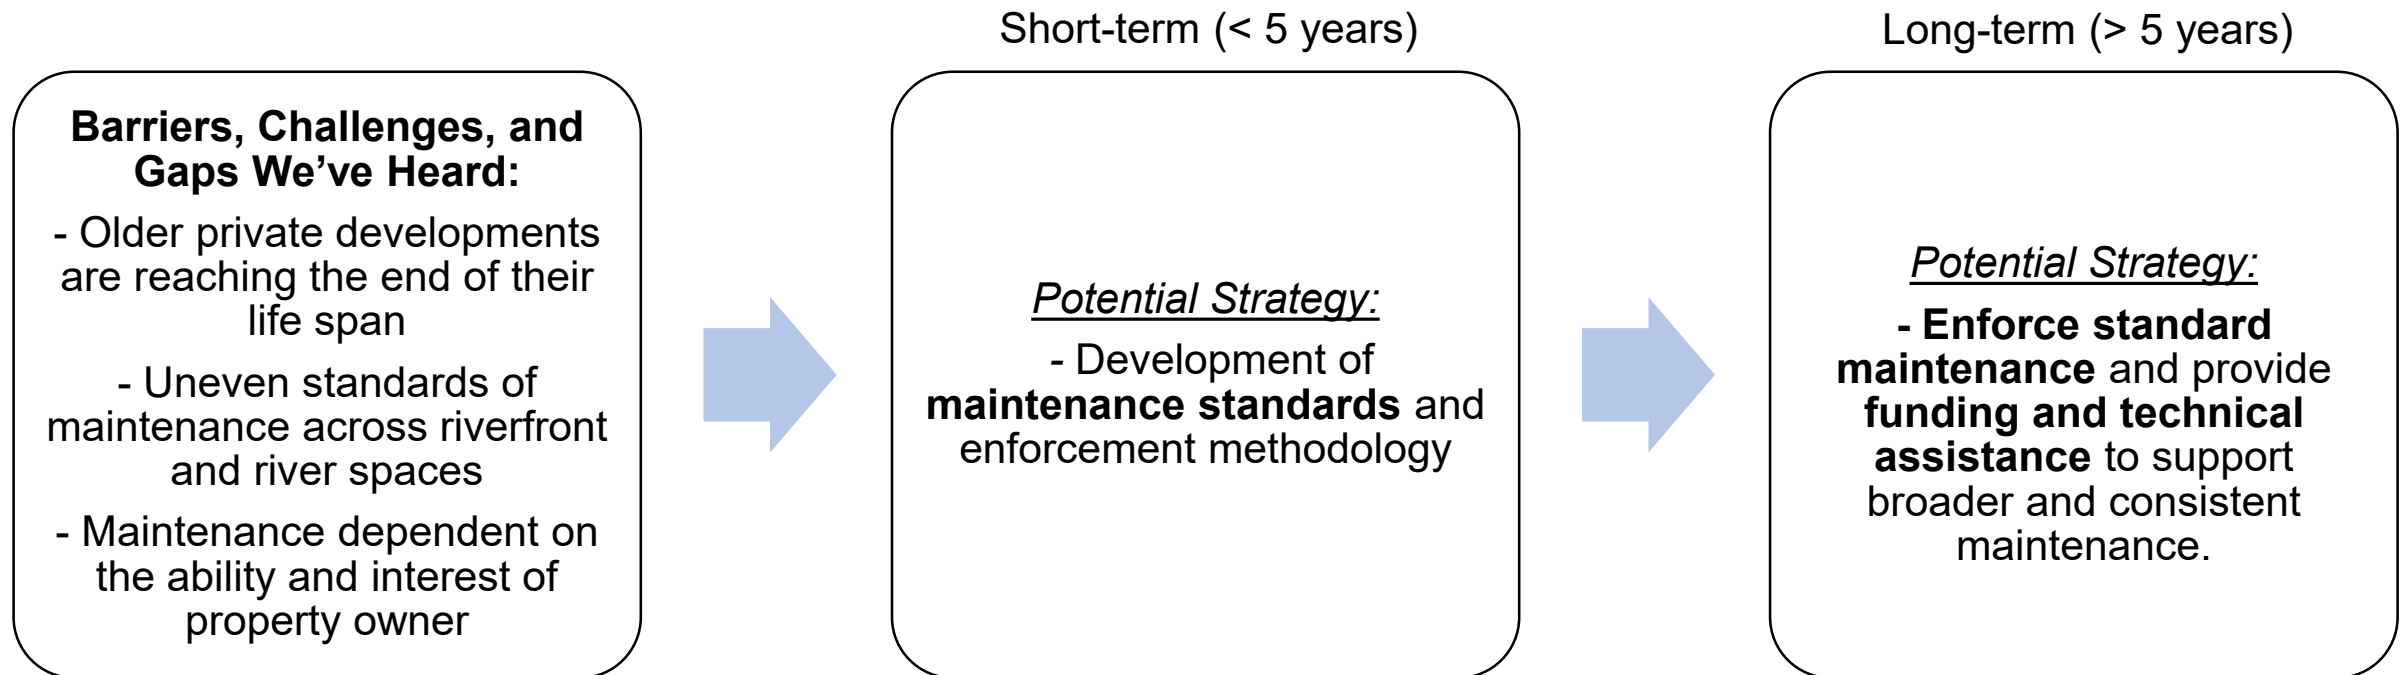 Short-term (< 5 years)
Long-term (> 5 years)
Barriers, Challenges, and
Gaps We’ve Heard:
- Older private developments
are reaching the end of their
life span
- Uneven standards of
maintenance across riverfront
and river spaces
- Maintenance dependent on
the ability and interest of
property owner
Potential Strategy:
- Development of
maintenance standards and
enforcement methodology
Potential Strategy:
- Enforce standard
maintenance and provide
funding and technical
assistance to support
broader and consistent
maintenance.